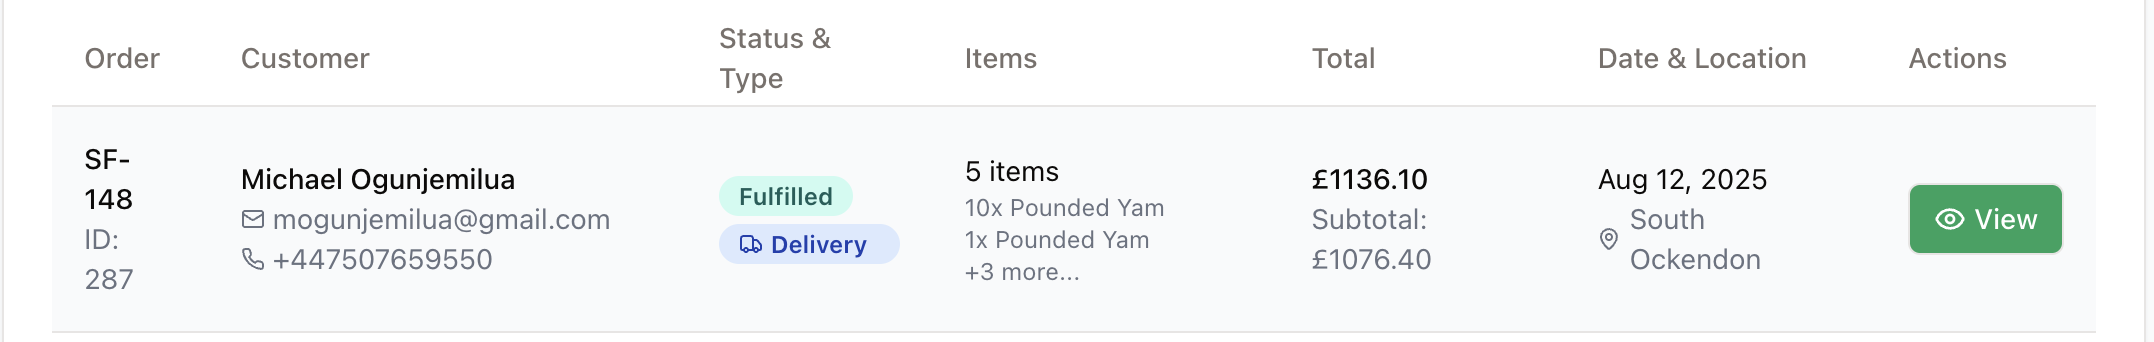 Order
Customer
Status &
Type
Items
Total
Date & Location
Actions
SF-
148
ID:
287
Michael Ogunjemilua
mogunjemilua@gmail.com
+447507659550
Fulfilled
Delivery
5 items
10x Pounded Yam
1x Pounded Yam
+3 more...
£1136.10
Subtotal:
£1076.40
Aug 12, 2025
South
Ockendon
View